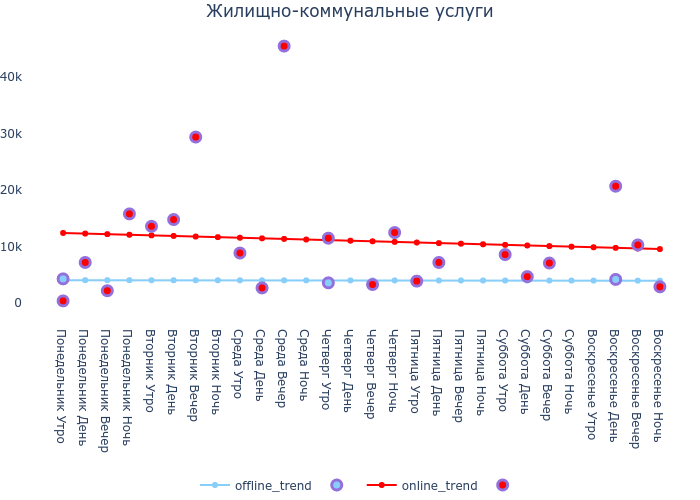 Жилищно-коммунальные услуги
40k
30k
20k
10k
0
Понедельник Утро
Понедельник День
Понедельник Вечер
Понедельник Ночь
Вторник Утро
Вторник День
Вторник Вечер
Вторник Ночь
Среда Утро
Среда День
Среда Вечер
Среда Ночь
Четверг Утро
Четверг День
Четверг Вечер
Четверг Ночь
Пятница Утро
Пятница День
Пятница Вечер
Пятница Ночь
Суббота Утро
Суббота День
Суббота Вечер
Суббота Ночь
Воскресенье Утро
Воскресенье День
Воскресенье Вечер
Воскресенье Ночь
offline_trend
online_trend